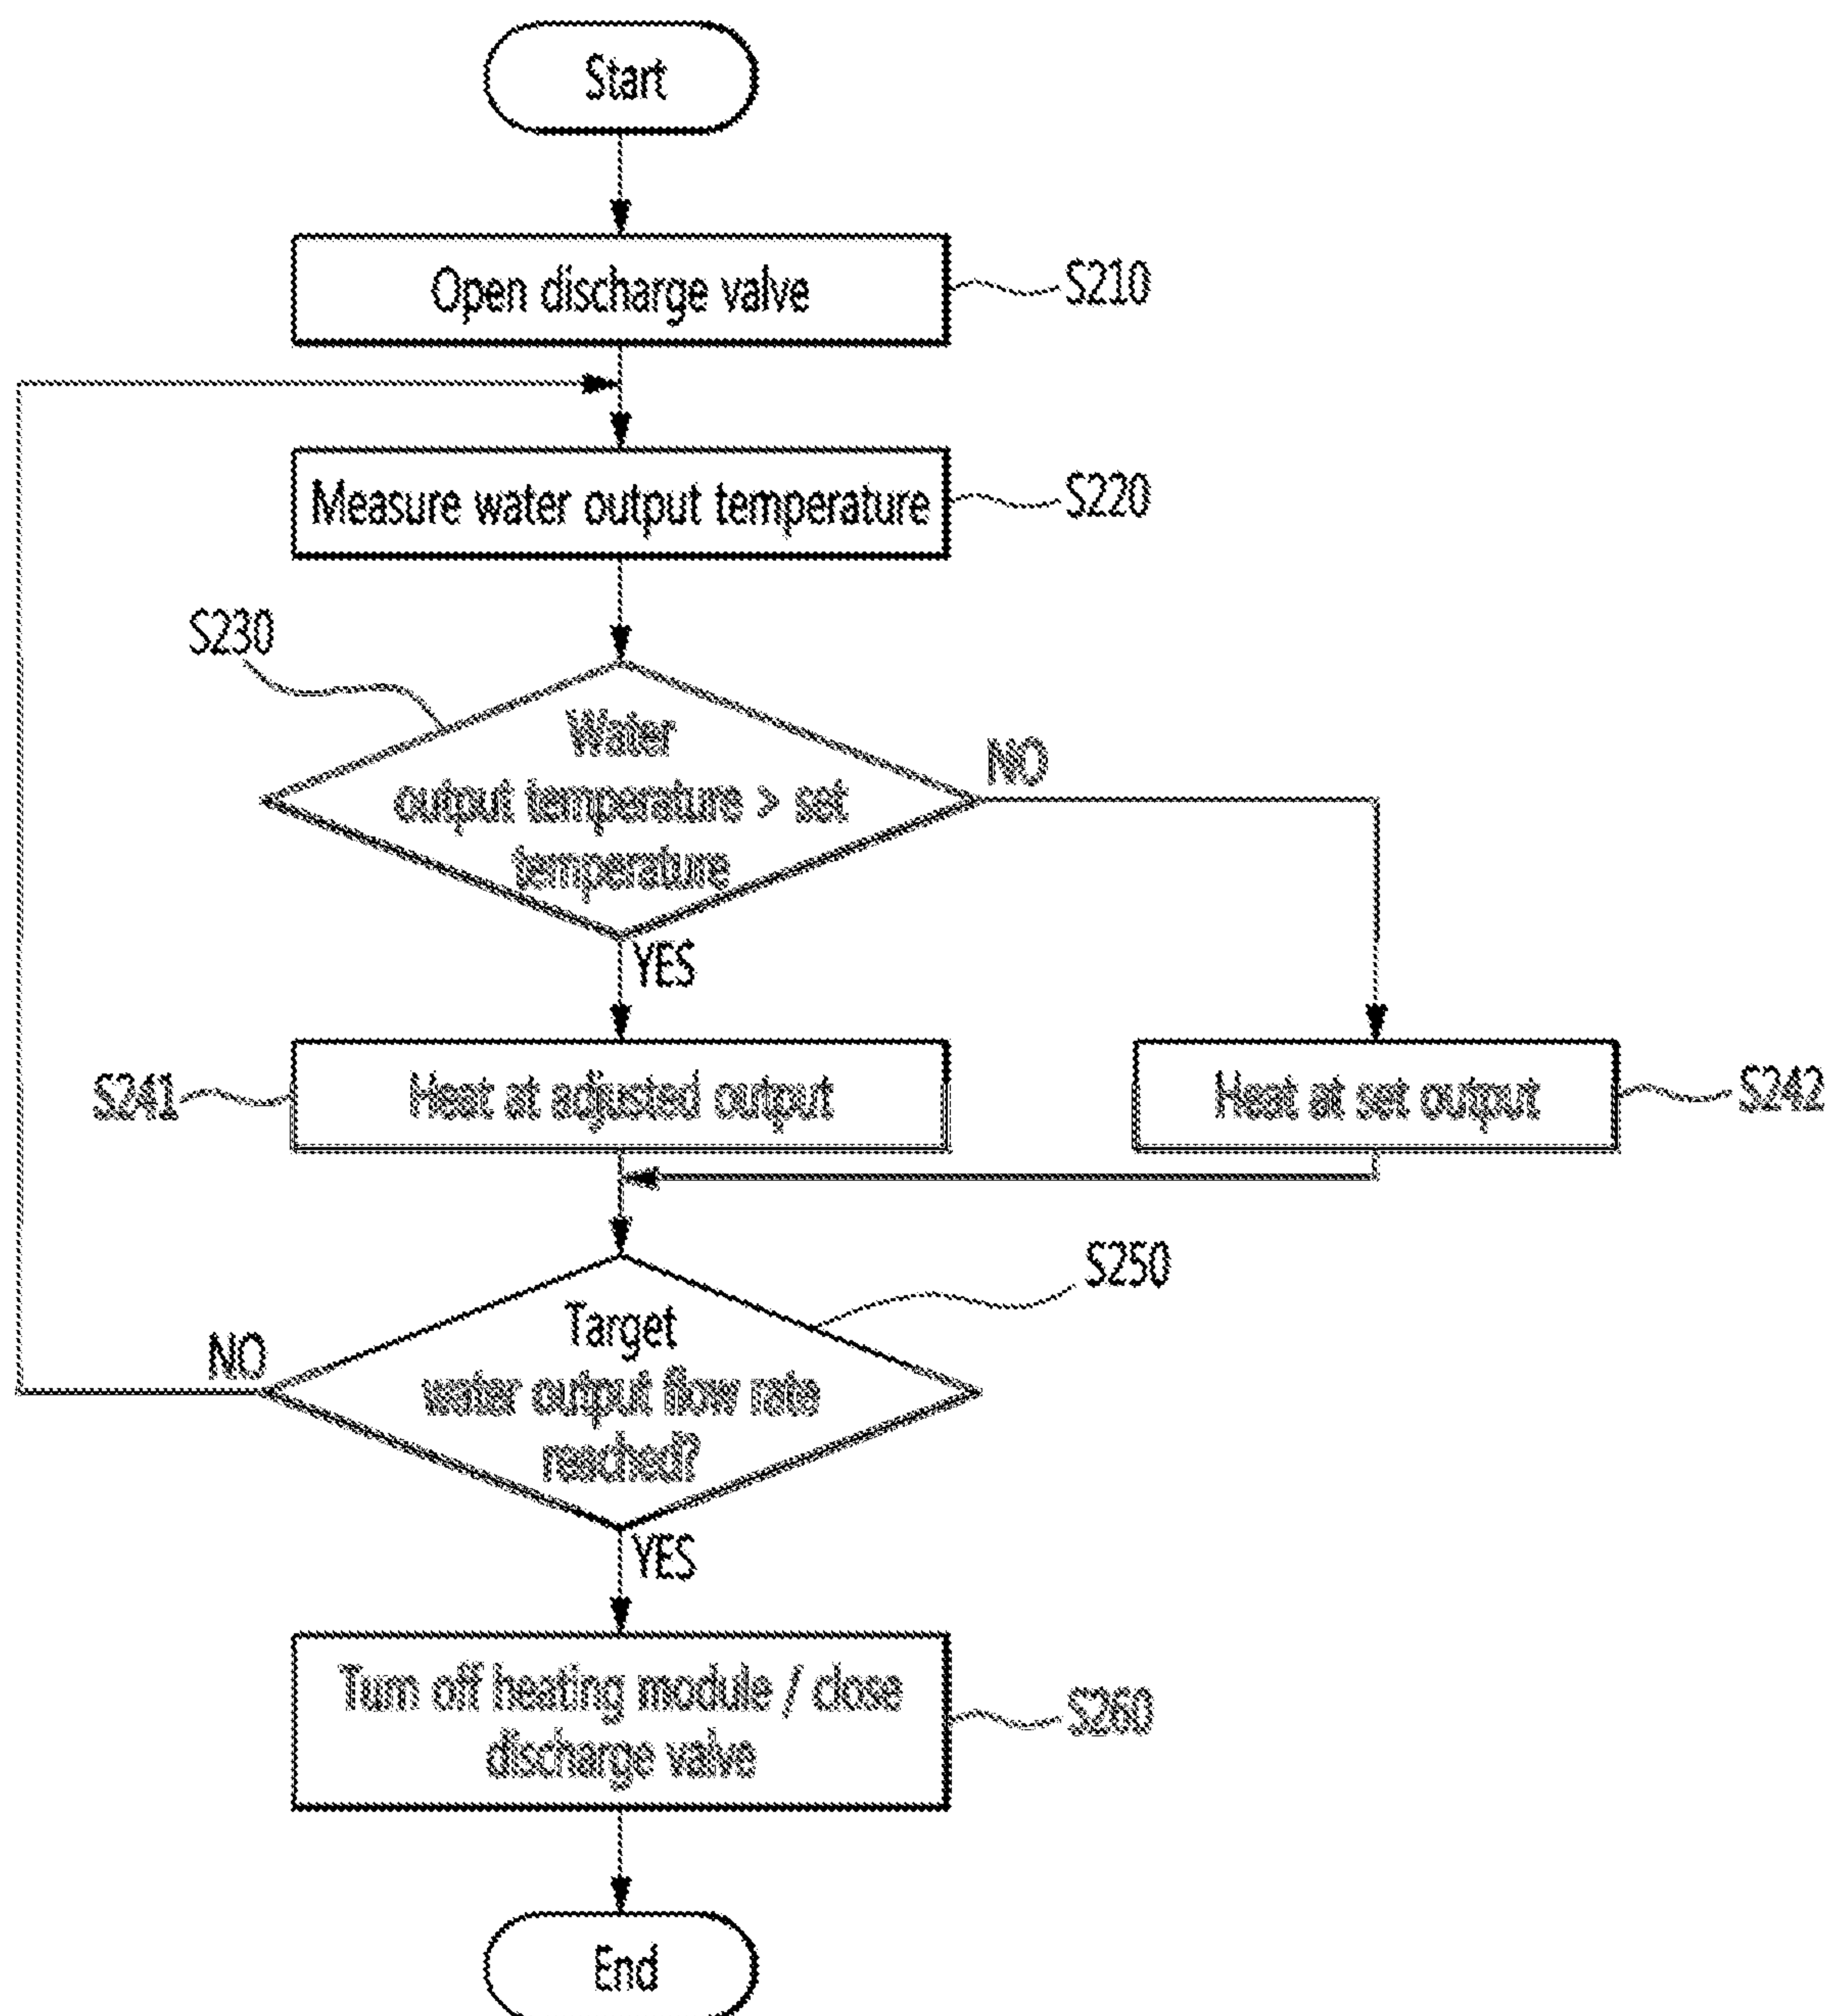 Start
Open discharge valve
S210
Measure water output temperature
S220
S230
Water
output temperature > set
temperature
NO
YES
S241
Heat at adjusted output
Heat at set output
S242
S250
Target
water output flow rate
reached?
NO
YES
Turn off heating module / close
discharge valve
S260
End